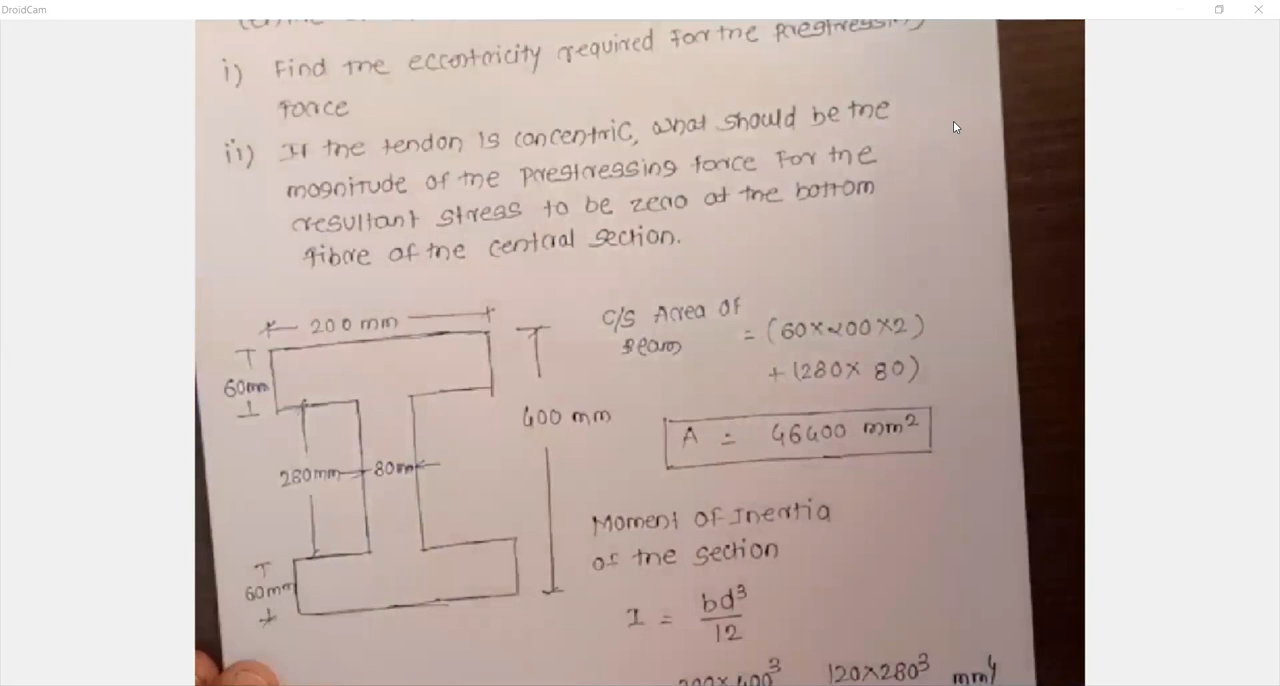 DroidCam
i) Find the eccentricity required for the prestressing
force
ii) If the tendon is concentric, what should be the
magnitude of the prestressing force for the
resultant stress to be zero at the bottom
fibre of the central section.
200 mm
60mm
280mm
80mm
400 mm
60mm
C/S Area of
Beam
= (60×200×2)
+ (280× 80)
A = 46400 mm²
Moment of Inertia
of the section
I = bd³
12
200×400³ 120×280³ mm⁴